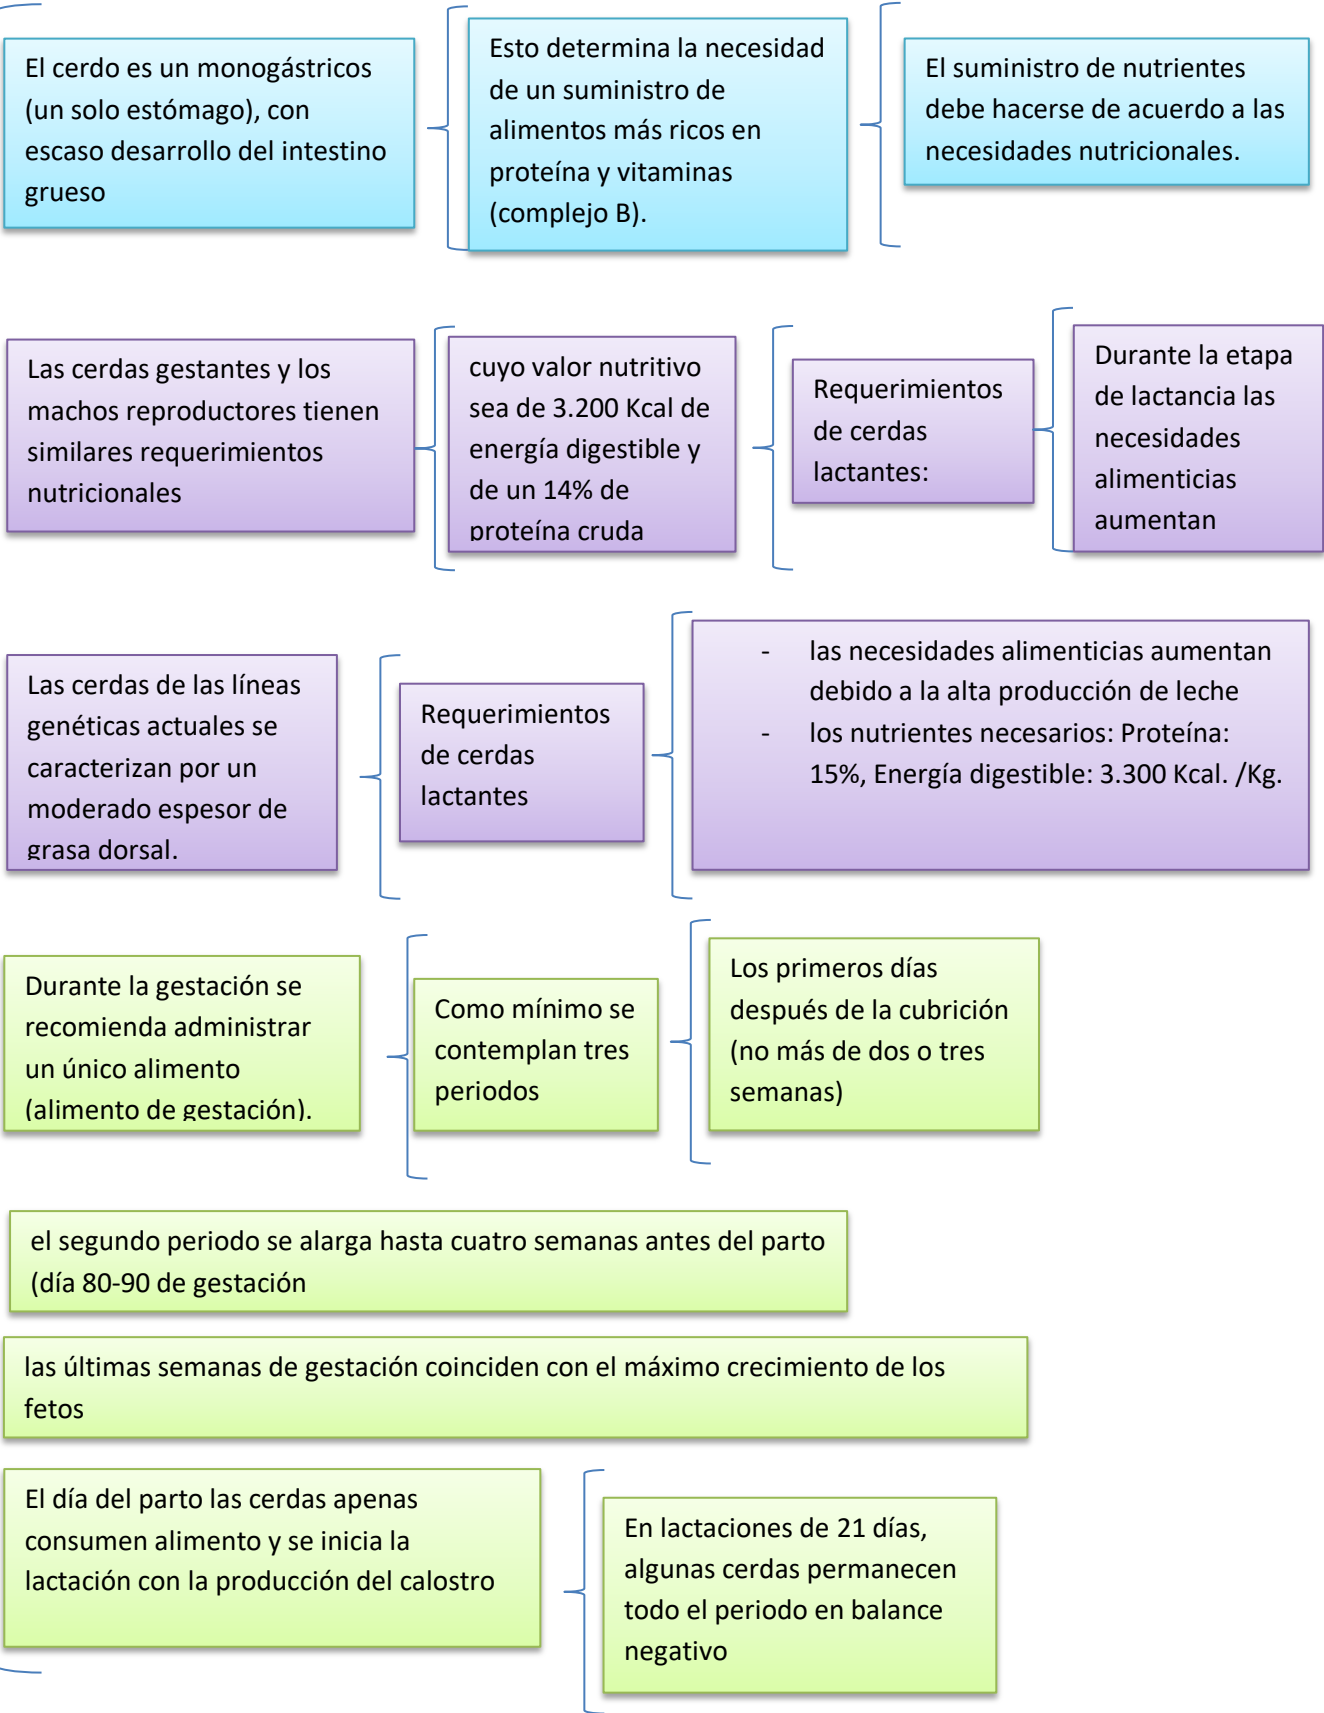 El cerdo es un monogástricos
(un solo estómago), con
escaso desarrollo del intestino
grueso
Esto determina la necesidad
de un suministro de
alimentos más ricos en
proteína y vitaminas
(complejo B).
El suministro de nutrientes
debe hacerse de acuerdo a las
necesidades nutricionales.
Las cerdas gestantes y los
machos reproductores tienen
similares requerimientos
nutricionales
cuyo valor nutritivo
sea de 3.200 Kcal de
energía digestible y
de un 14% de
proteína cruda
Requerimientos
de cerdas
lactantes:
Durante la etapa
de lactancia las
necesidades
alimenticias
aumentan
Las cerdas de las líneas
genéticas actuales se
caracterizan por un
moderado espesor de
grasa dorsal.
Requerimientos
de cerdas
lactantes
- las necesidades alimenticias aumentan
debido a la alta producción de leche
- los nutrientes necesarios: Proteína:
15%, Energía digestible: 3.300 Kcal. /Kg.
Durante la gestación se
recomienda administrar
un único alimento
(alimento de gestación).
Como mínimo se
contemplan tres
periodos
Los primeros días
después de la cubrición
(no más de dos o tres
semanas)
el segundo periodo se alarga hasta cuatro semanas antes del parto
(día 80-90 de gestación
las últimas semanas de gestación coinciden con el máximo crecimiento de los
fetos
El día del parto las cerdas apenas
consumen alimento y se inicia la
lactación con la producción del calostro
En lactaciones de 21 días,
algunas cerdas permanecen
todo el periodo en balance
negativo